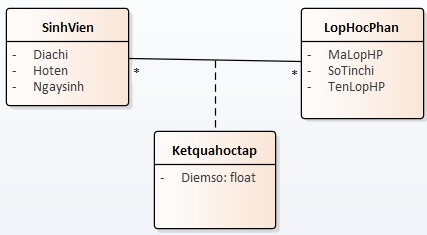 SinhVien
- Diachi
- Hoten
- Ngaysinh
*
*
LopHocPhan
- MaLopHP
- SoTinchi
- TenLopHP
Ketquahoctap
- Diemso: float